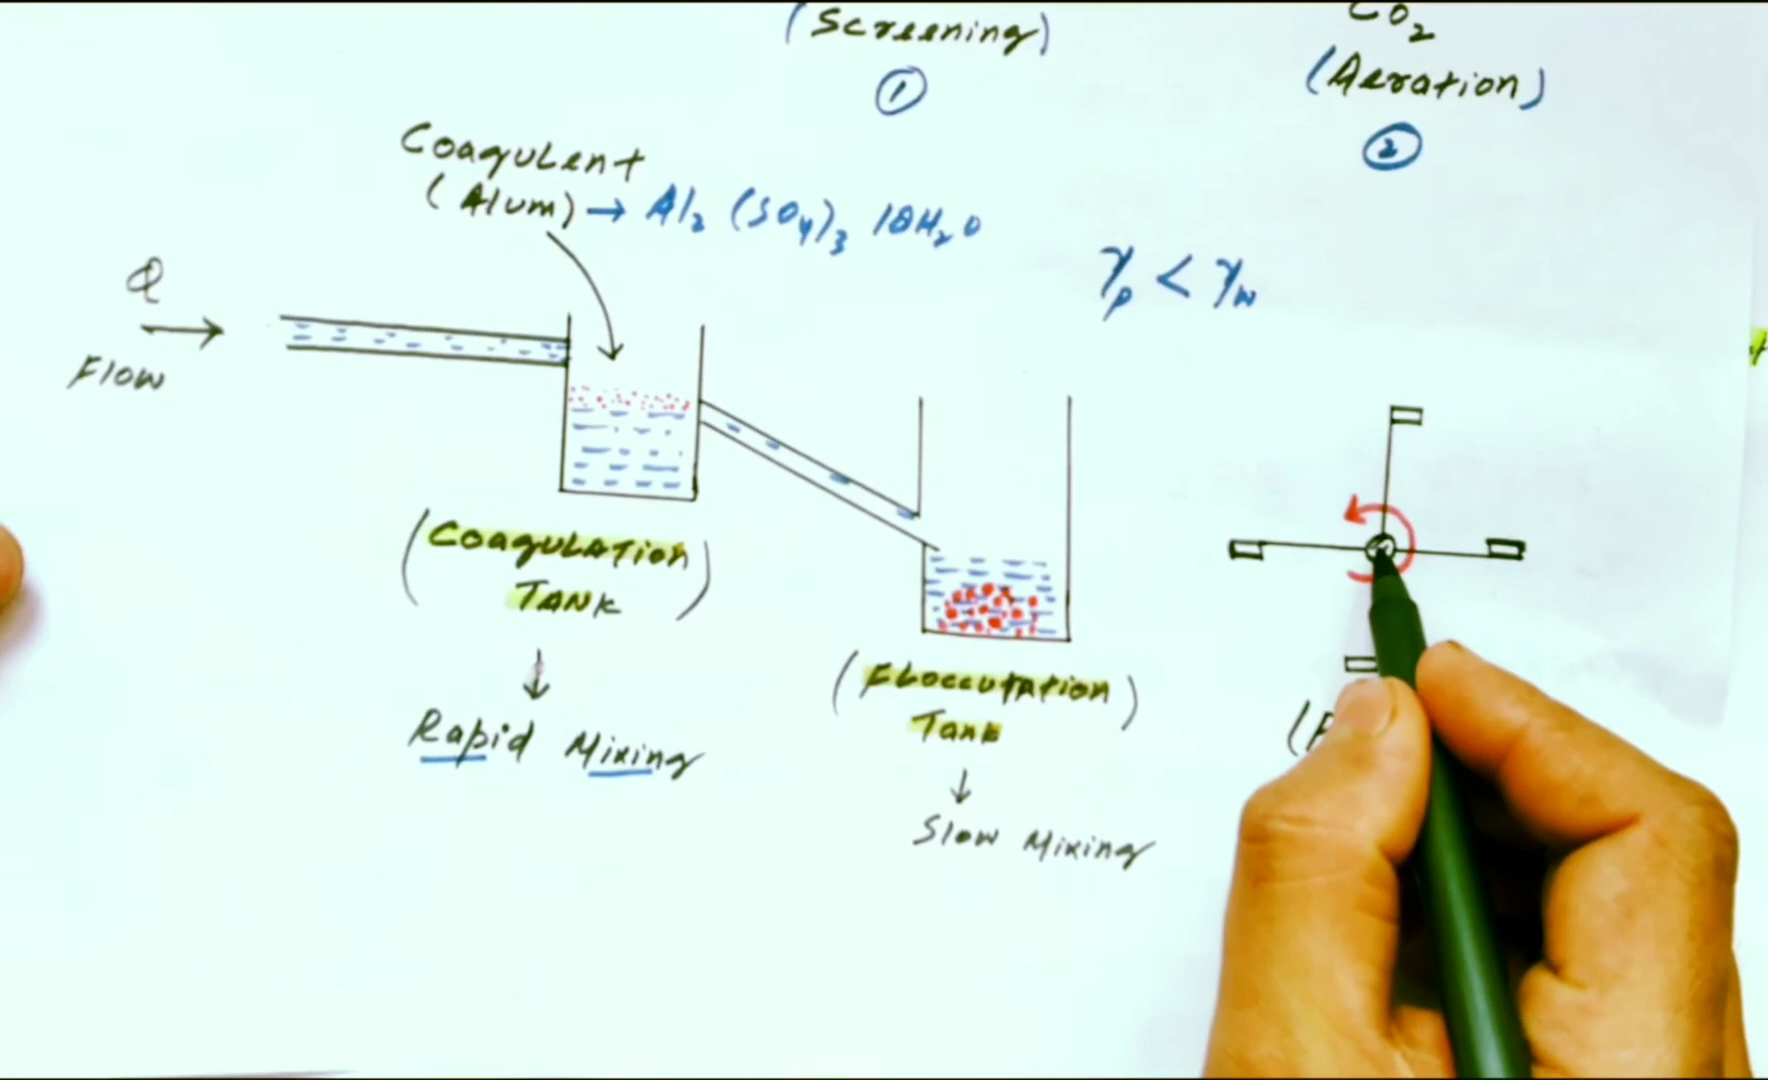 (Screening)
1
CO2
(Aeration)
2
Coagulent
(Alum) → Al2 (SO4)3 18H2O
γp < γw
Q
Flow
(Coagulation
Tank)
Rapid Mixing
(Floccutation
Tank)
Slow Mixing